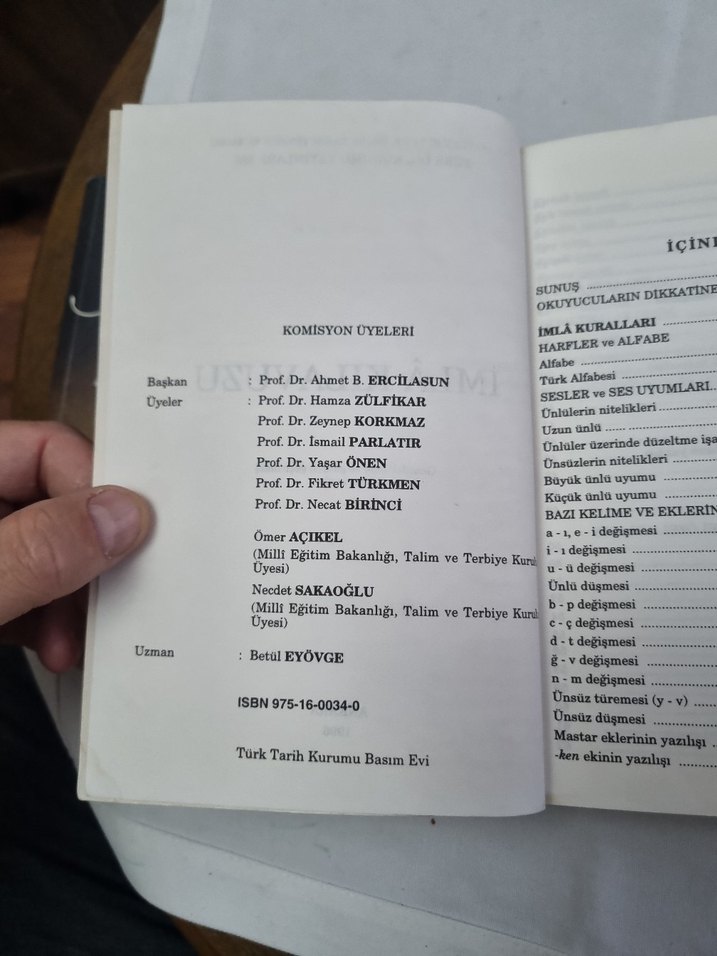 KOMİSYON ÜYELERİ
Başkan : Prof. Dr. Ahmet B. ERCİLASUN
Üyeler : Prof. Dr. Hamza ZÜLFİKAR
Prof. Dr. Zeynep KORKMAZ
Prof. Dr. İsmail PARLATIR
Prof. Dr. Yaşar ÖNEN
Prof. Dr. Fikret TÜRKMEN
Prof. Dr. Necat BİRİNCİ
Ömer AÇIKEL
(Millî Eğitim Bakanlığı, Talim ve Terbiye Kurul
Üyesi)
Necdet SAKAOĞLU
(Millî Eğitim Bakanlığı, Talim ve Terbiye Kurul
Üyesi)
Uzman : Betül EYÖVGE
ISBN 975-16-0034-0
Türk Tarih Kurumu Basım Evi
İÇİN
SUNUŞ
OKUYUCULARIN DİKKATİNE
İMLÂ KURALLARI
HARFLER ve ALFABE
Alfabe
Türk Alfabesi
SESLER ve SES UYUMLARI
Ünlülerin nitelikleri
Uzun ünlü
Ünlüler üzerinde düzeltme işa
Ünsüzlerin nitelikleri
Büyük ünlü uyumu
Küçük ünlü uyumu
BAZI KELİME VE EKLERİN
a - ı, e - i değişmesi
i - ı değişmesi
u - ü değişmesi
Ünlü düşmesi
b - p değişmesi
c - ç değişmesi
d - t değişmesi
ğ - v değişmesi
n - m değişmesi
Ünsüz türemesi (y - v)
Ünsüz düşmesi
Mastar eklerinin yazılışı
-ken ekinin yazılışı